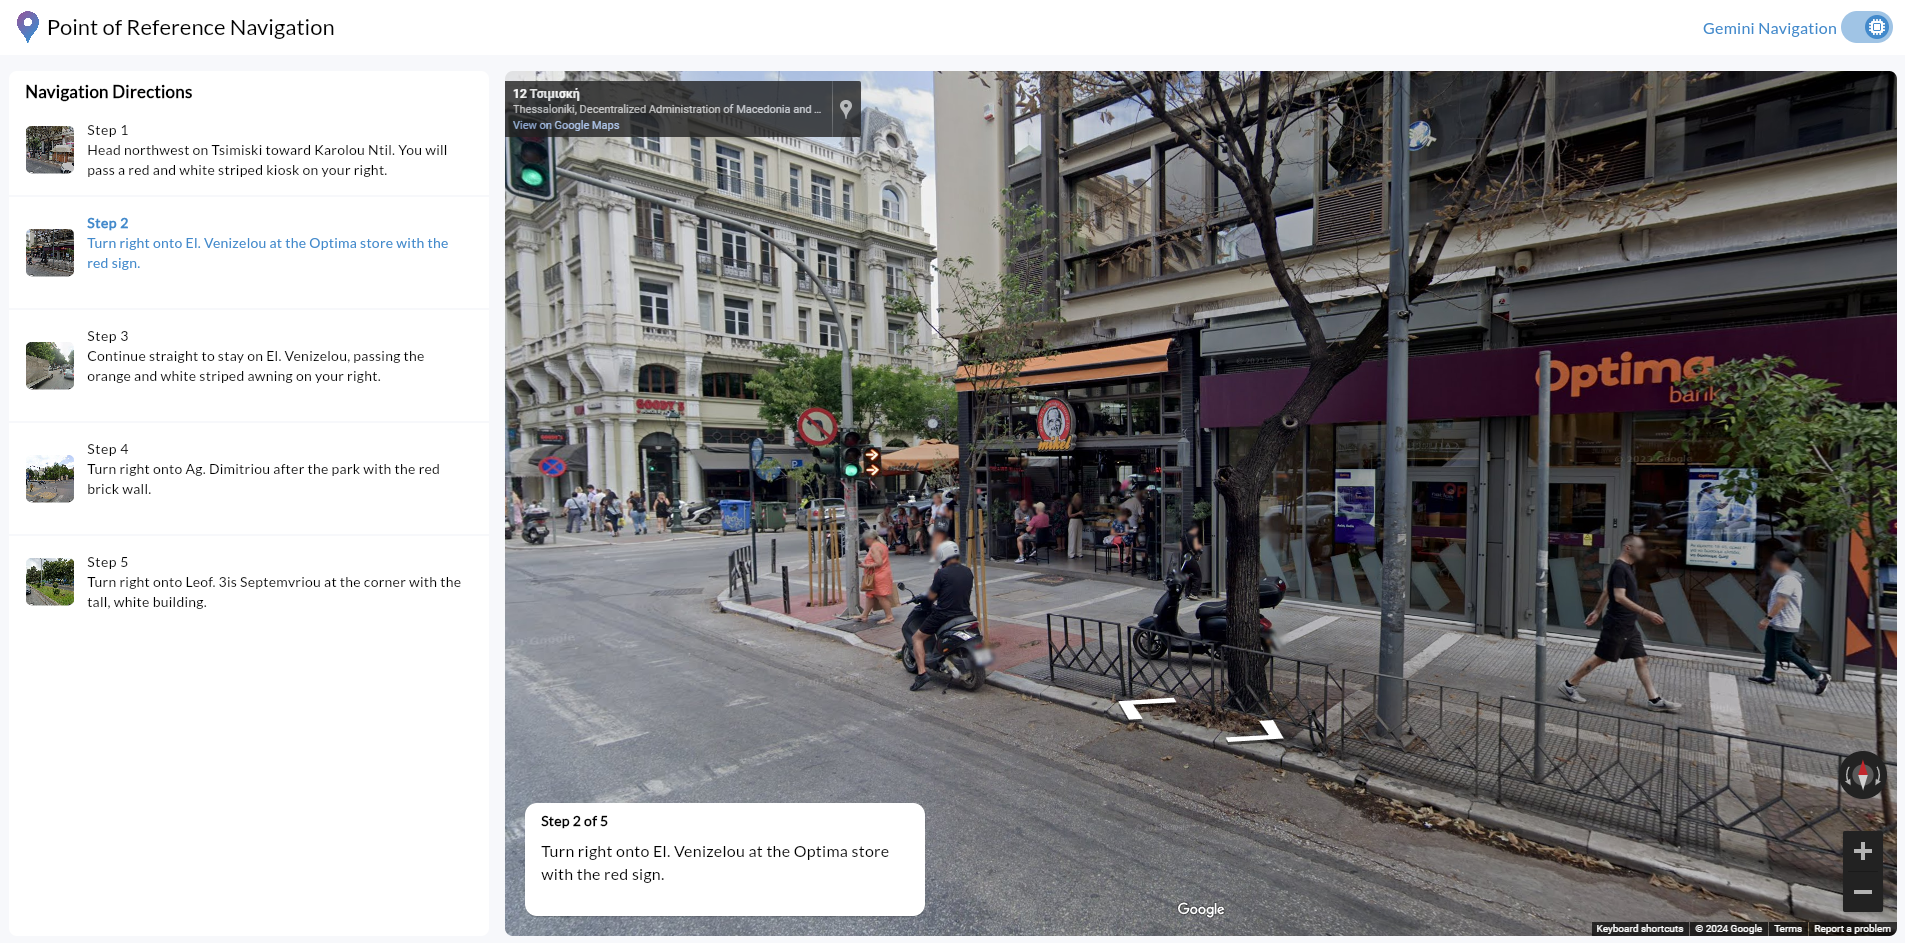 Point of Reference Navigation
Gemini Navigation
Navigation Directions
Step 1
Head northwest on Tsimiski toward Karolou Ntil. You will
pass a red and white striped kiosk on your right.
Step 2
Turn right onto El. Venizelou at the Optima store with the
red sign.
Step 3
Continue straight to stay on El. Venizelou, passing the
orange and white striped awning on your right.
Step 4
Turn right onto Ag. Dimitriou after the park with the red
brick wall.
Step 5
Turn right onto Leof. 3is Septemvriou at the corner with the
tall, white building.
12 Τσιμισκή
Thessaloniki, Decentralized Administration of Macedonia and ...
View on Google Maps
GOODY'S
mikel
Optima
bank
P
© 2023 Google
Step 2 of 5
Turn right onto El. Venizelou at the Optima store
with the red sign.
Google
Keyboard shortcuts
© 2024 Google
Terms
Report a problem